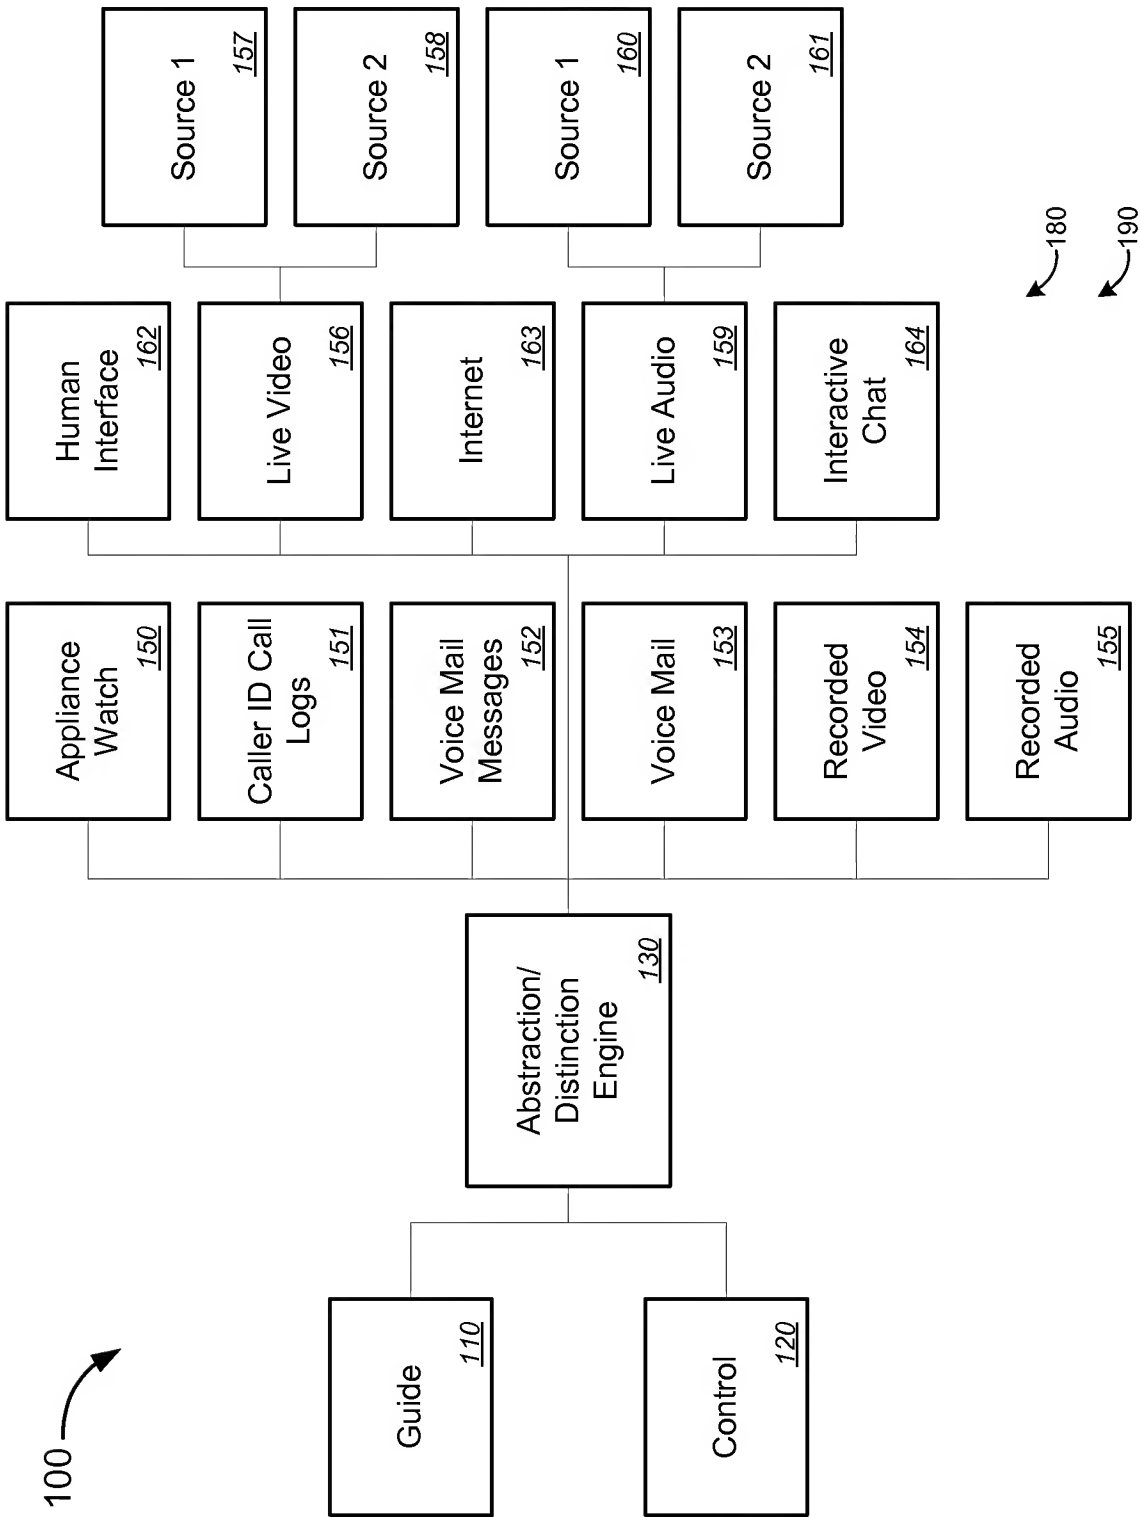 100
Guide
110
Control
120
Abstraction/
Distinction
Engine
130
Appliance
Watch
150
Caller ID Call
Logs
151
Voice Mail
Messages
152
Voice Mail
153
Recorded
Video
154
Recorded
Audio
155
Human
Interface
162
Live Video
156
Internet
163
Live Audio
159
Interactive
Chat
164
Source 1
157
Source 2
158
Source 1
160
Source 2
161
180
190